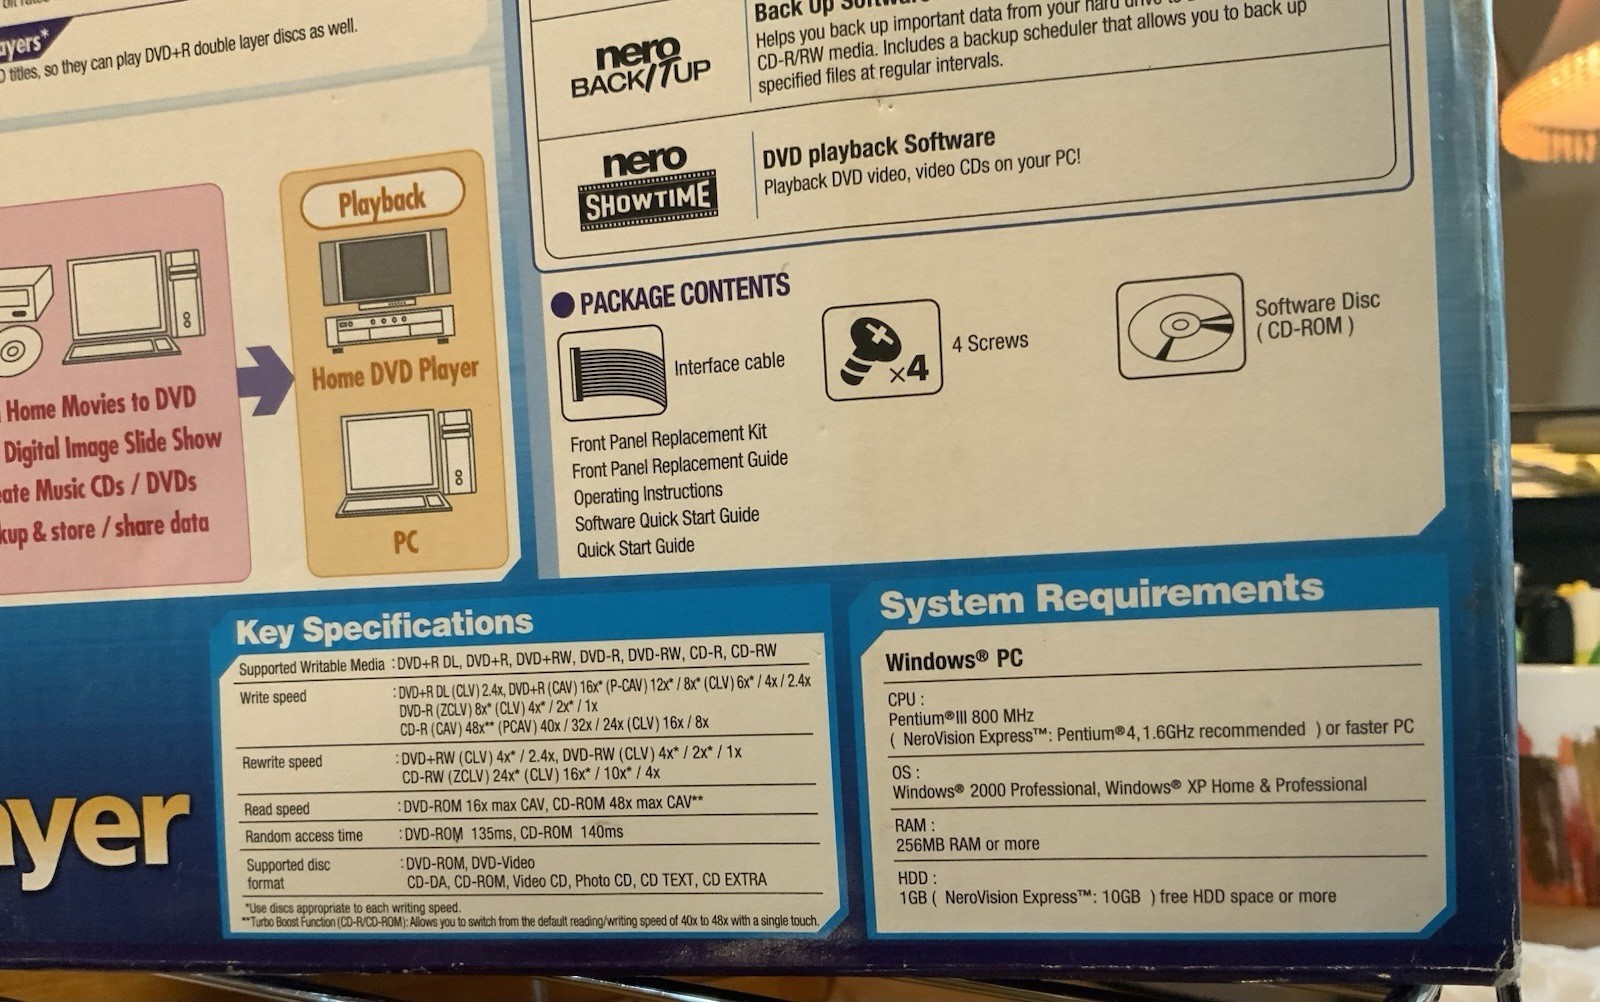 ayers*
titles, so they can play DVD+R double layer discs as well.
Playback
Home DVD Player
PC
Home Movies to DVD
Digital Image Slide Show
ate Music CDs / DVDs
kup & store / share data
nero
BACK ITUP
Back Up
Helps you back up important data from your hard
CD-R/RW media. Includes a backup scheduler that allows you to back up
specified files at regular intervals.
nero
SHOWTIME
DVD playback Software
Playback DVD video, video CDs on your PC!
● PACKAGE CONTENTS
Interface cable
×4
4 Screws
Software Disc
( CD-ROM )
Front Panel Replacement Kit
Front Panel Replacement Guide
Operating Instructions
Software Quick Start Guide
Quick Start Guide
ayer
Key Specifications
Supported Writable Media : DVD+R DL, DVD+R, DVD+RW, DVD-R, DVD-RW, CD-R, CD-RW
Write speed : DVD+R DL (CLV) 2.4x, DVD+R (CAV) 16x* (P-CAV) 12x* / 8x* (CLV) 6x* / 4x / 2.4x
DVD-R (ZCLV) 8x* (CLV) 4x* / 2x* / 1x
CD-R (CAV) 48x** (PCAV) 40x / 32x / 24x (CLV) 16x / 8x
Rewrite speed : DVD+RW (CLV) 4x* / 2.4x, DVD-RW (CLV) 4x* / 2x* / 1x
CD-RW (ZCLV) 24x* (CLV) 16x* / 10x* / 4x
Read speed : DVD-ROM 16x max CAV, CD-ROM 48x max CAV**
Random access time : DVD-ROM 135ms, CD-ROM 140ms
Supported disc : DVD-ROM, DVD-Video
format CD-DA, CD-ROM, Video CD, Photo CD, CD TEXT, CD EXTRA
*Use discs appropriate to each writing speed.
**Turbo Boost Function (CD-R/CD-ROM): Allows you to switch from the default reading/writing speed of 40x to 48x with a single touch.
System Requirements
Windows® PC
CPU :
Pentium®III 800 MHz
( NeroVision Express™: Pentium®4, 1.6GHz recommended ) or faster PC
OS :
Windows® 2000 Professional, Windows® XP Home & Professional
RAM :
256MB RAM or more
HDD :
1GB ( NeroVision Express™: 10GB ) free HDD space or more